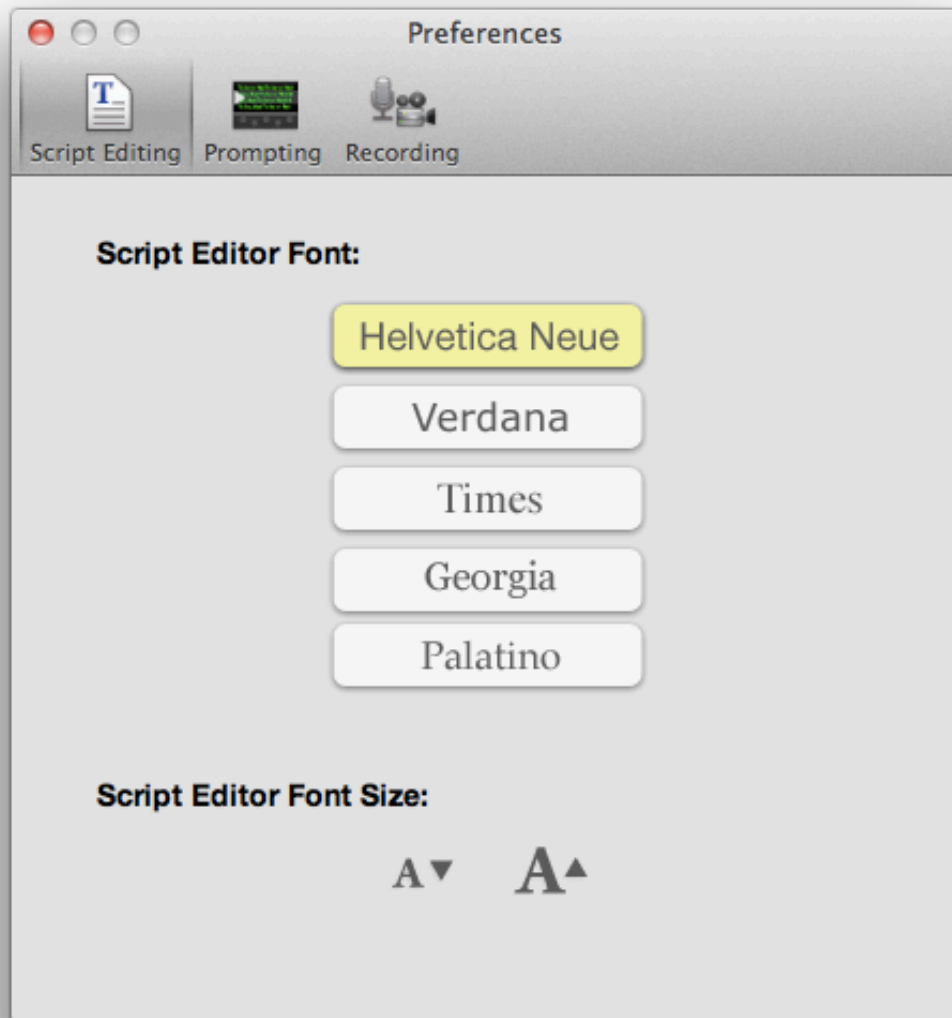 Preferences
Script Editing Prompting Recording
Script Editor Font:
Helvetica Neue
Verdana
Times
Georgia
Palatino
Script Editor Font Size:
A A